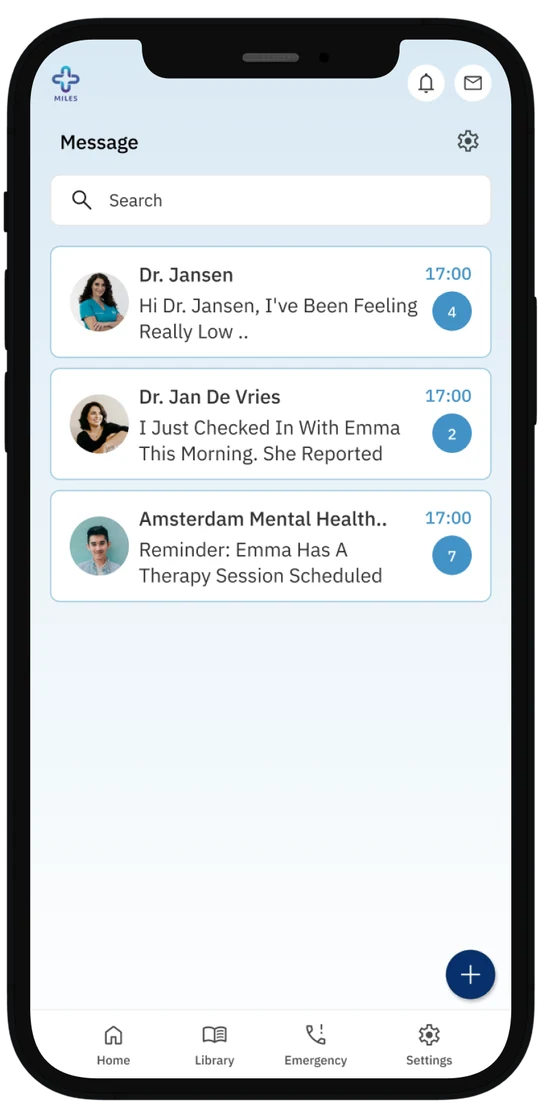 MILES
Message
Search
Dr. Jansen
17:00
Hi Dr. Jansen, I've Been Feeling
Really Low ..
4
Dr. Jan De Vries
17:00
I Just Checked In With Emma
This Morning. She Reported
2
Amsterdam Mental Health..
17:00
Reminder: Emma Has A
Therapy Session Scheduled
7
Home
Library
Emergency
Settings